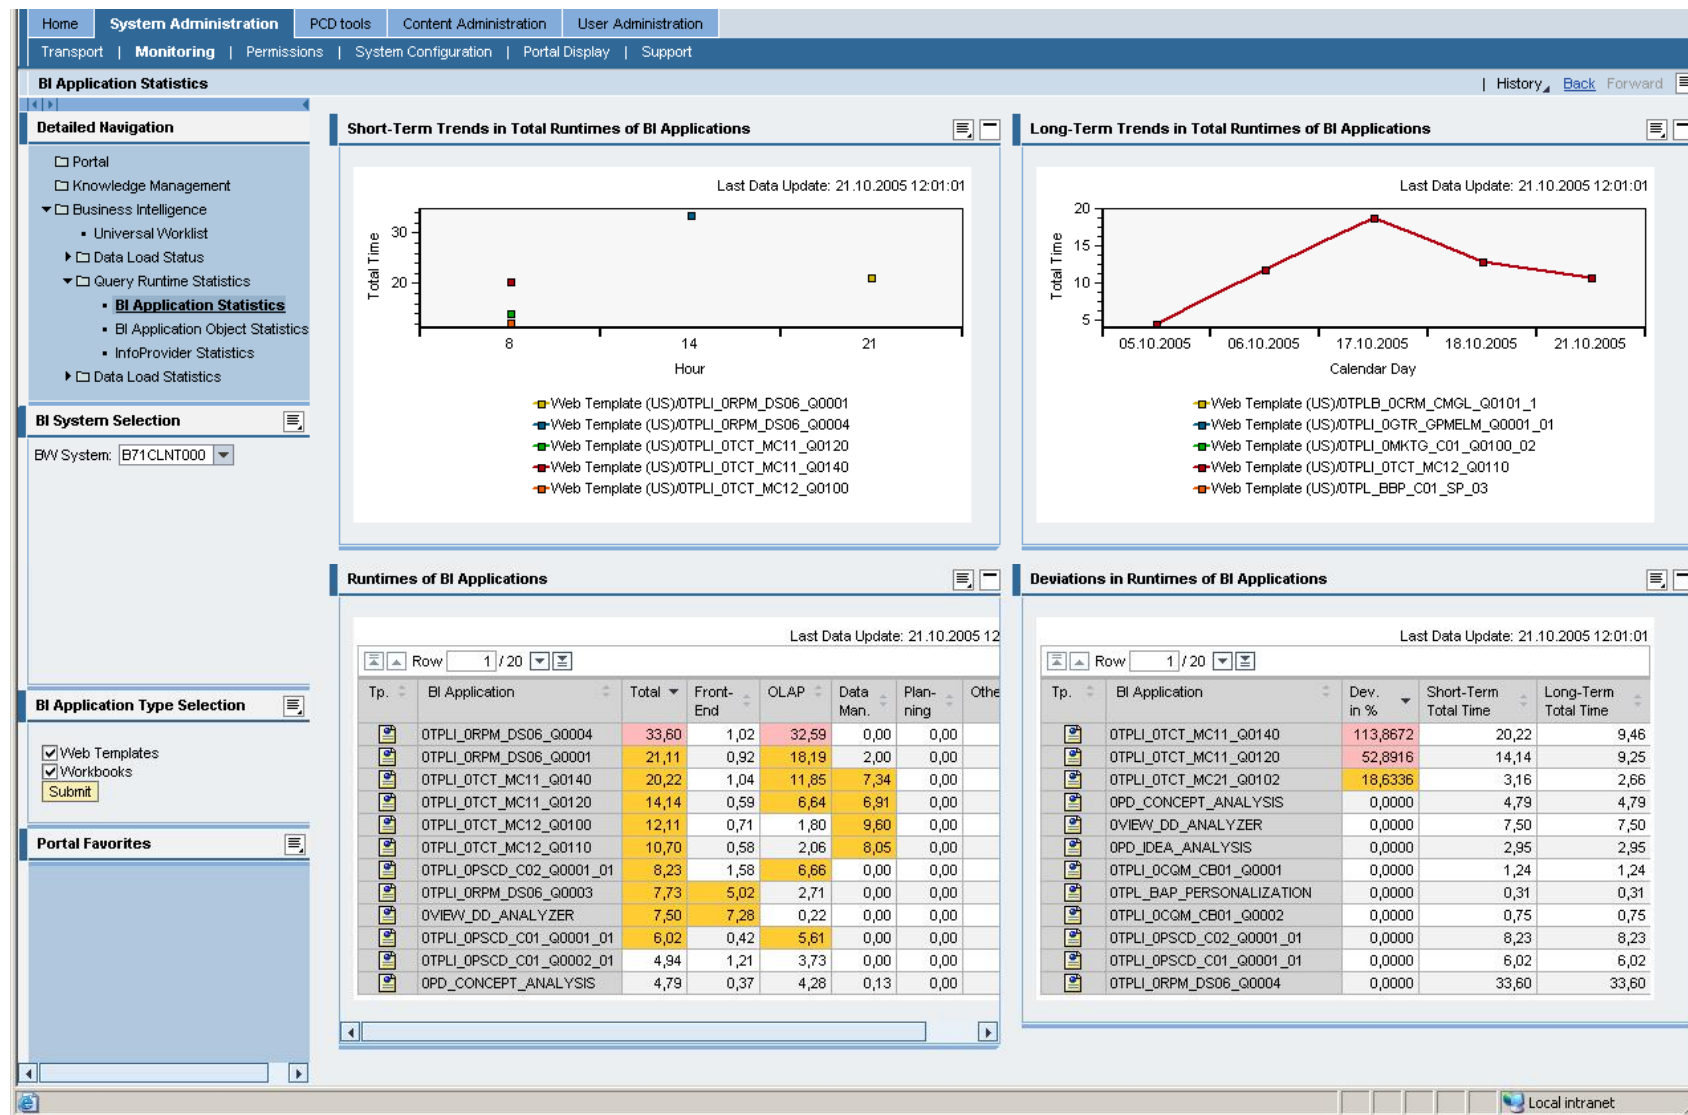 Home System Administration PCD tools Content Administration User Administration
Transport | Monitoring | Permissions | System Configuration | Portal Display | Support
BI Application Statistics | History Back Forward
Detailed Navigation
Portal
Knowledge Management
Business Intelligence
Universal Worklist
Data Load Status
Query Runtime Statistics
BI Application Statistics
BI Application Object Statistics
InfoProvider Statistics
Data Load Statistics
BI System Selection
BW System: B71CLNT000
BI Application Type Selection
Web Templates
Workbooks
Submit
Portal Favorites
Short-Term Trends in Total Runtimes of BI Applications
Last Data Update: 21.10.2005 12:01:01
Total Time
30
20
8 14 21
Hour
Web Template (US)/0TPLI_0RPM_DS06_Q0001
Web Template (US)/0TPLI_0RPM_DS06_Q0004
Web Template (US)/0TPLI_0TCT_MC11_Q0120
Web Template (US)/0TPLI_0TCT_MC11_Q0140
Web Template (US)/0TPLI_0TCT_MC12_Q0100
Long-Term Trends in Total Runtimes of BI Applications
Last Data Update: 21.10.2005 12:01:01
Total Time
20
15
10
5
05.10.2005 06.10.2005 17.10.2005 18.10.2005 21.10.2005
Calendar Day
Web Template (US)/0TPLB_0CRM_CMGL_Q0101_1
Web Template (US)/0TPLI_0GTR_GPMELM_Q0001_01
Web Template (US)/0TPLI_0MKTG_C01_Q0100_02
Web Template (US)/0TPLI_0TCT_MC12_Q0110
Web Template (US)/0TPL_BBP_C01_SP_03
Runtimes of BI Applications
Last Data Update: 21.10.2005 12
Row 1 / 20
Tp. BI Application Total Front-End OLAP Data Man. Plan-ning Othe
0TPLI_0RPM_DS06_Q0004 33,60 1,02 32,59 0,00 0,00
0TPLI_0RPM_DS06_Q0001 21,11 0,92 18,19 2,00 0,00
0TPLI_0TCT_MC11_Q0140 20,22 1,04 11,85 7,34 0,00
0TPLI_0TCT_MC11_Q0120 14,14 0,59 6,64 6,91 0,00
0TPLI_0TCT_MC12_Q0100 12,11 0,71 1,80 9,60 0,00
0TPLI_0TCT_MC12_Q0110 10,70 0,58 2,06 8,05 0,00
0TPLI_0PSCD_C02_Q0001_01 8,23 1,58 6,66 0,00 0,00
0TPLI_0RPM_DS06_Q0003 7,73 5,02 2,71 0,00 0,00
0VIEW_DD_ANALYZER 7,50 7,28 0,22 0,00 0,00
0TPLI_0PSCD_C01_Q0001_01 6,02 0,42 5,61 0,00 0,00
0TPLI_0PSCD_C01_Q0002_01 4,94 1,21 3,73 0,00 0,00
0PD_CONCEPT_ANALYSIS 4,79 0,37 4,28 0,13 0,00
Deviations in Runtimes of BI Applications
Last Data Update: 21.10.2005 12:01:01
Row 1 / 20
Tp. BI Application Dev. in % Short-Term Total Time Long-Term Total Time
0TPLI_0TCT_MC11_Q0140 113,8672 20,22 9,46
0TPLI_0TCT_MC11_Q0120 52,8916 14,14 9,25
0TPLI_0TCT_MC21_Q0102 18,6336 3,16 2,66
0PD_CONCEPT_ANALYSIS 0,0000 4,79 4,79
0VIEW_DD_ANALYZER 0,0000 7,50 7,50
0PD_IDEA_ANALYSIS 0,0000 2,95 2,95
0TPLI_0CQM_CB01_Q0001 0,0000 1,24 1,24
0TPL_BAP_PERSONALIZATION 0,0000 0,31 0,31
0TPLI_0CQM_CB01_Q0002 0,0000 0,75 0,75
0TPLI_0PSCD_C02_Q0001_01 0,0000 8,23 8,23
0TPLI_0PSCD_C01_Q0001_01 0,0000 6,02 6,02
0TPLI_0RPM_DS06_Q0004 0,0000 33,60 33,60
Local intranet